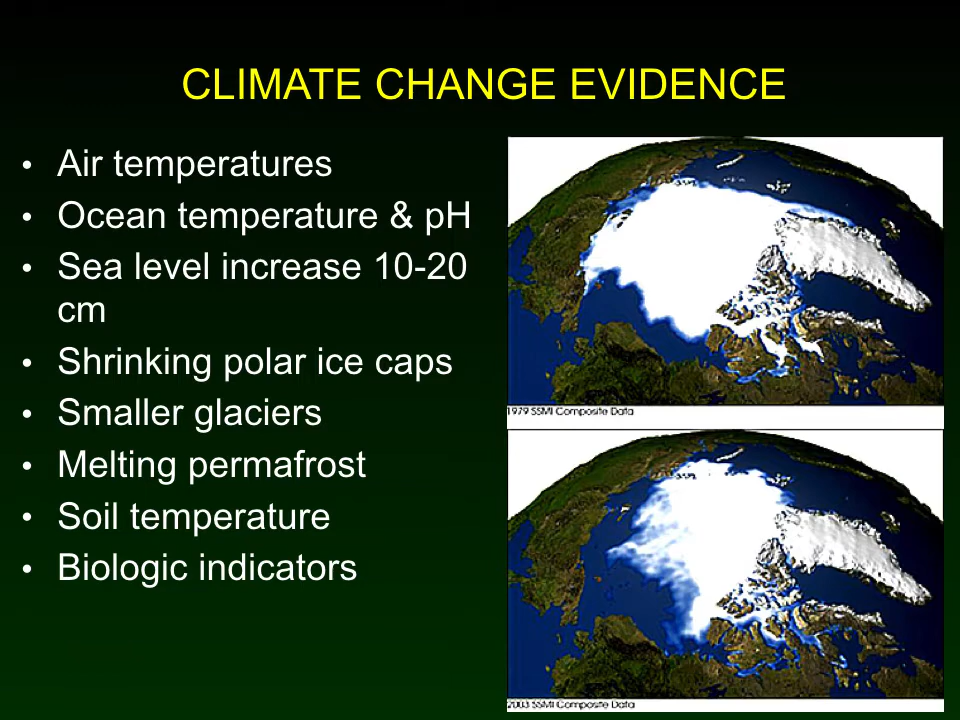 CLIMATE CHANGE EVIDENCE
• Air temperatures
• Ocean temperature & pH
• Sea level increase 10-20
cm
• Shrinking polar ice caps
• Smaller glaciers
• Melting permafrost
• Soil temperature
• Biologic indicators
1979 SSMI Composite Data
2003 SSMI Composite Data